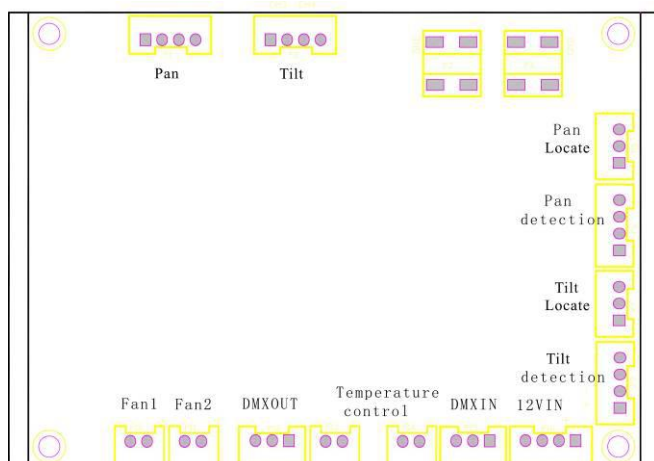 Pan
Tilt
Pan
Locate
Pan
detection
Tilt
Locate
Tilt
detection
Fan1
Fan2
DMXOUT
Temperature
control
DMXIN
12VIN